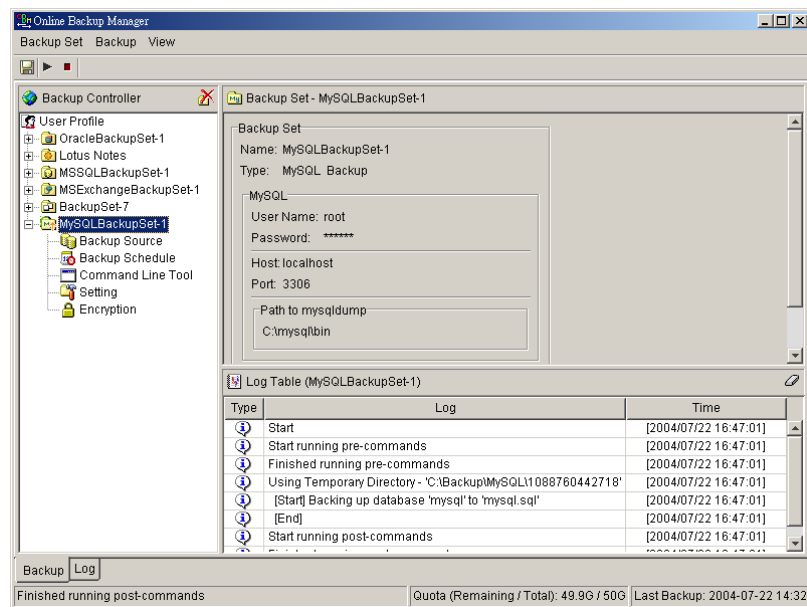 Online Backup Manager
Backup Set Backup View
Backup Controller
User Profile
OracleBackupSet-1
Lotus Notes
MSSQLBackupSet-1
MSExchangeBackupSet-1
BackupSet-7
MySQLBackupSet-1
Backup Source
Backup Schedule
Command Line Tool
Setting
Encryption
Backup Set - MySQLBackupSet-1
Backup Set
Name: MySQLBackupSet-1
Type: MySQL Backup
MySQL
User Name: root
Password: ******
Host: localhost
Port: 3306
Path to mysqldump
C:\mysql\bin
Log Table (MySQLBackupSet-1)
Type Log Time
Start [2004/07/22 16:47:01]
Start running pre-commands [2004/07/22 16:47:01]
Finished running pre-commands [2004/07/22 16:47:01]
Using Temporary Directory - 'C:\Backup\MySQL\1088760442718' [2004/07/22 16:47:01]
[Start] Backing up database 'mysql' to 'mysql.sql' [2004/07/22 16:47:01]
[End] [2004/07/22 16:47:01]
Start running post-commands [2004/07/22 16:47:01]
Backup Log
Finished running post-commands
Quota (Remaining / Total): 49.9G / 50G
Last Backup: 2004-07-22 14:32